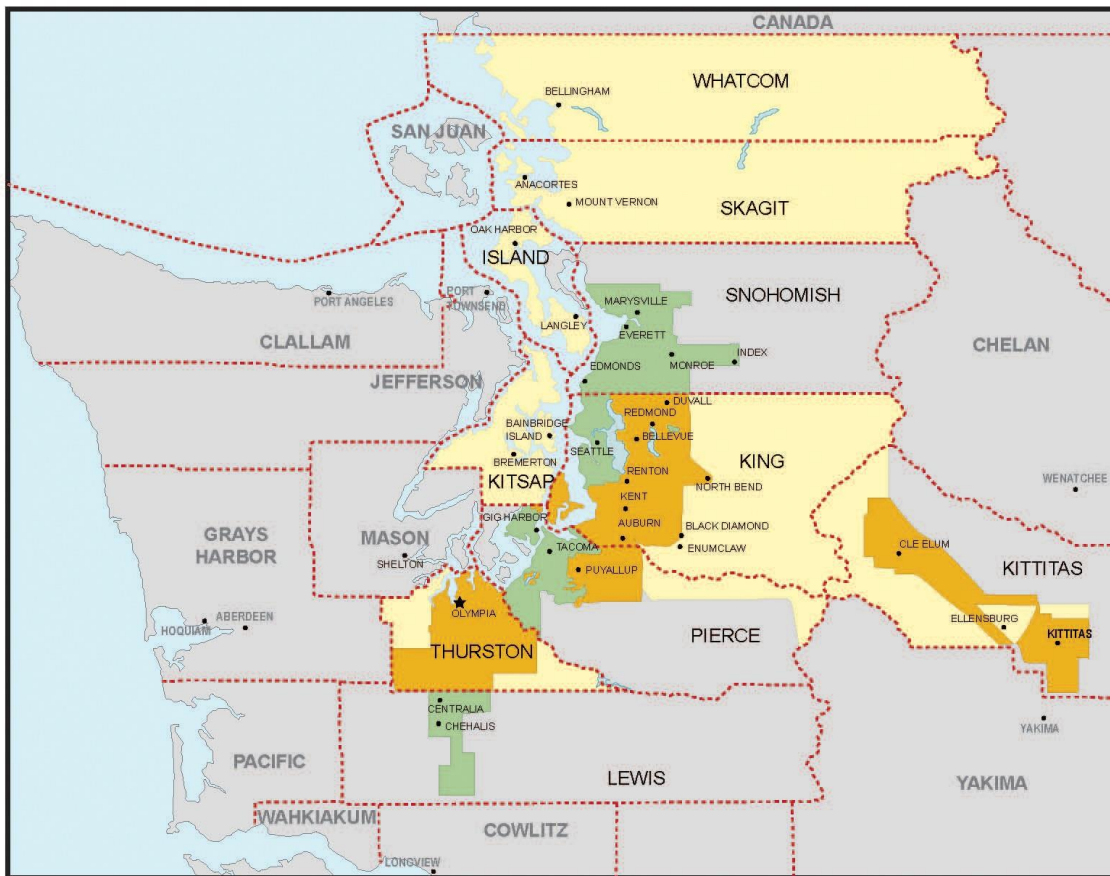 CANADA
WHATCOM
BELLINGHAM
SAN JUAN
ANACORTES
MOUNT VERNON
SKAGIT
OAK HARBOR
ISLAND
PORT ANGELES
PORT
TOWNSEND
MARYSVILLE
SNOHOMISH
LANGLEY
EVERETT
CLALLAM
CHELAN
EDMONDS
MONROE
INDEX
JEFFERSON
DUVALL
REDMOND
BAINBRIDGE
ISLAND
BELLEVUE
SEATTLE
BREMERTON
KING
KITSAP
RENTON
NORTH BEND
WENATCHEE
KENT
GIG HARBOR
AUBURN
BLACK DIAMOND
GRAYS
HARBOR
MASON
ENUMCLAW
CLE ELUM
TACOMA
SHELTON
PUYALLUP
KITTITAS
OLYMPIA
ABERDEEN
HOQUIAM
ELLENSBURG
PIERCE
KITTITAS
THURSTON
CENTRALIA
CHEHALIS
YAKIMA
PACIFIC
LEWIS
YAKIMA
WAHKIAKUM
COWLITZ
LONGVIEW